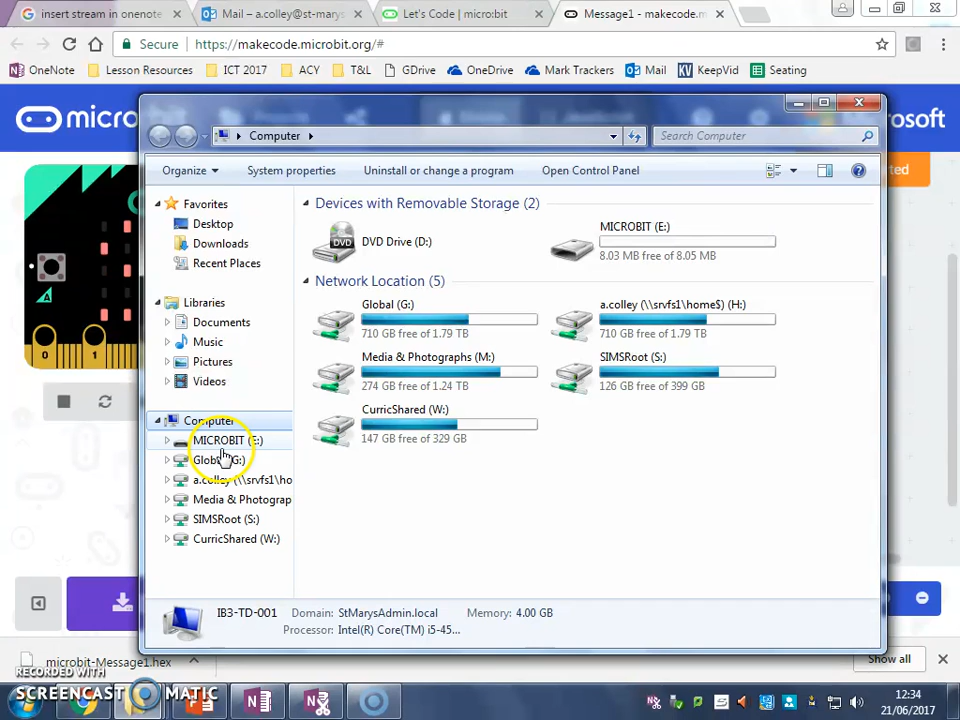 insert stream in onenote
Mail – a.colley@st-marys
Let's Code | micro:bit
Message1 - makecode.m
Secure
https://makecode.microbit.org/#
OneNote
Lesson Resources
ICT 2017
ACY
T&L
GDrive
OneDrive
Mark Trackers
Mail
KeepVid
Seating
micro
Microsoft
Computer
Search Computer
Organize
System properties
Uninstall or change a program
Open Control Panel
Favorites
Desktop
Downloads
Recent Places
Libraries
Documents
Music
Pictures
Videos
Computer
MICROBIT (E:)
Global (G:)
a.colley (\\srvfs1\ho
Media & Photograp
SIMSRoot (S:)
CurricShared (W:)
Devices with Removable Storage (2)
DVD Drive (D:)
DVD
MICROBIT (E:)
8.03 MB free of 8.05 MB
Network Location (5)
Global (G:)
710 GB free of 1.79 TB
a.colley (\\srvfs1\home$) (H:)
710 GB free of 1.79 TB
Media & Photographs (M:)
274 GB free of 1.24 TB
SIMSRoot (S:)
126 GB free of 399 GB
CurricShared (W:)
147 GB free of 329 GB
A
0
1
IB3-TD-001
Domain: StMarysAdmin.local
Memory: 4.00 GB
Processor: Intel(R) Core(TM) i5-45...
microbit-Message1.hex
Show all
RECORDED WITH
SCREENCAST MATIC
12:34
21/06/2017